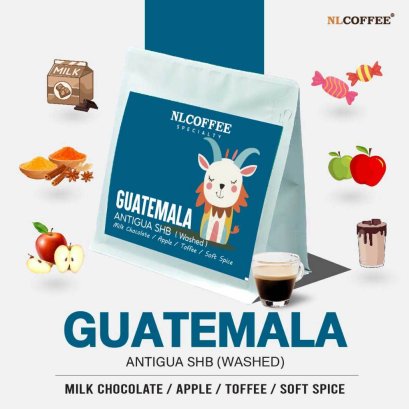 NLCOFFEE®
MILK
NLCOFFEE
SPECIALTY
GUATEMALA
ANTIGUA SHB (Washed)
Milk Chocolate / Apple / Toffee / Soft Spice
GUATEMALA
ANTIGUA SHB (WASHED)
MILK CHOCOLATE / APPLE / TOFFEE / SOFT SPICE